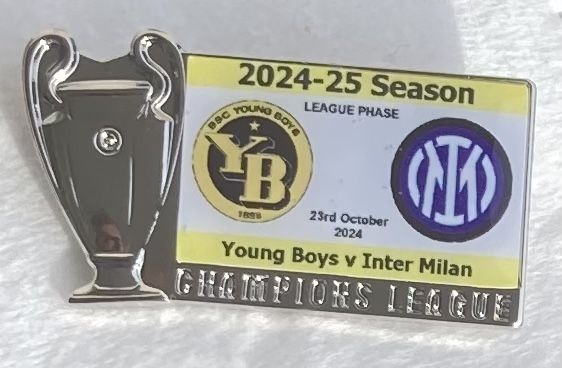 2024-25 Season
LEAGUE PHASE
BSC YOUNG BOYS
YB
1898
23rd October
2024
Young Boys v Inter Milan
CHAMPIONS LEAGUE